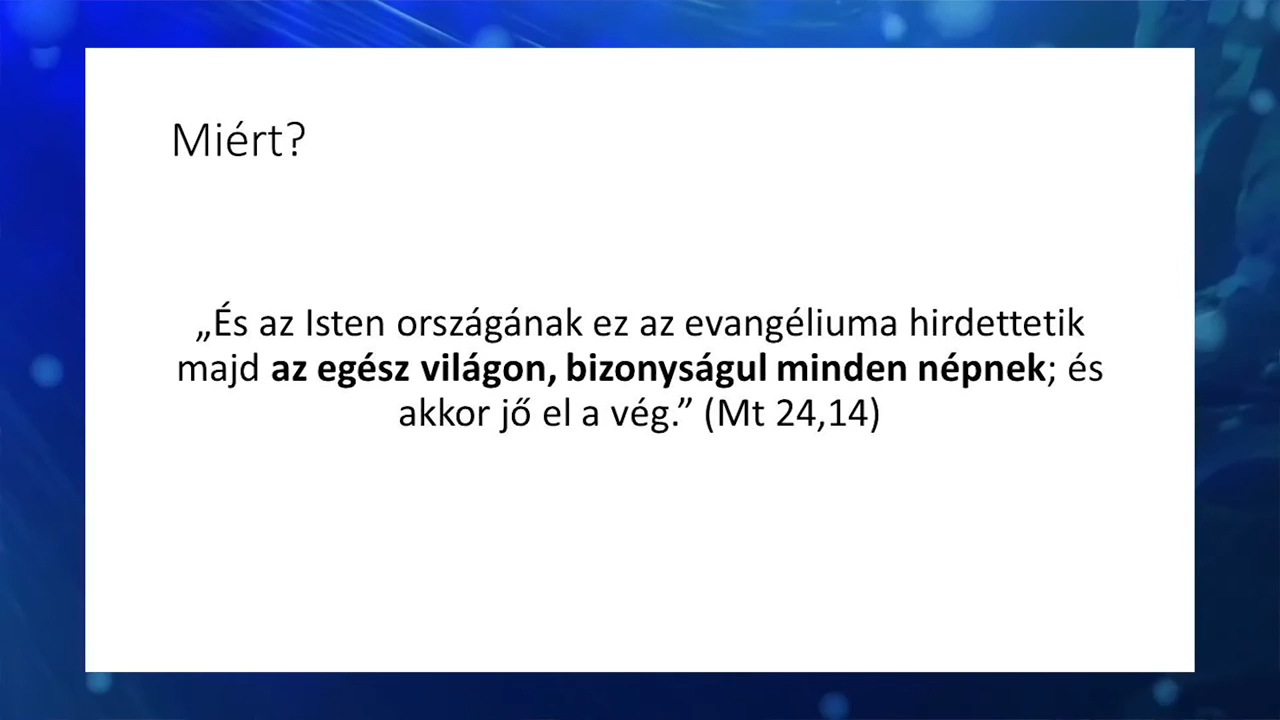 Miért?
„És az Isten országának ez az evangéliuma hirdettetik
majd az egész világon, bizonyságul minden népnek; és
akkor jő el a vég.” (Mt 24,14)